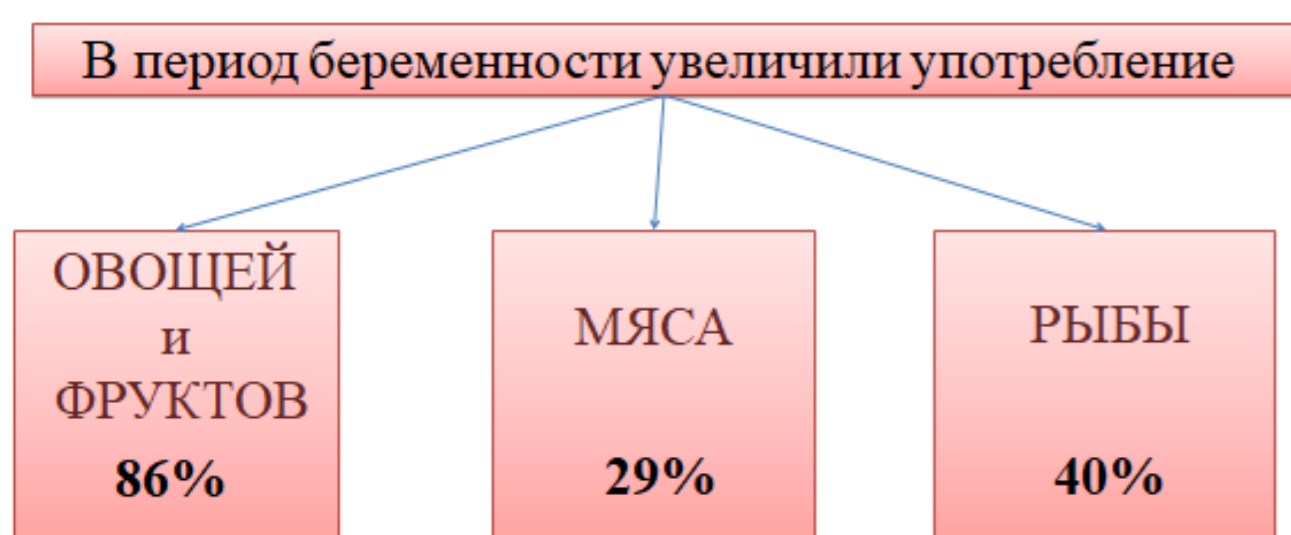 В период беременности увеличили употребление
ОВОЩЕЙ
и
ФРУКТОВ
86%
МЯСА
29%
РЫБЫ
40%